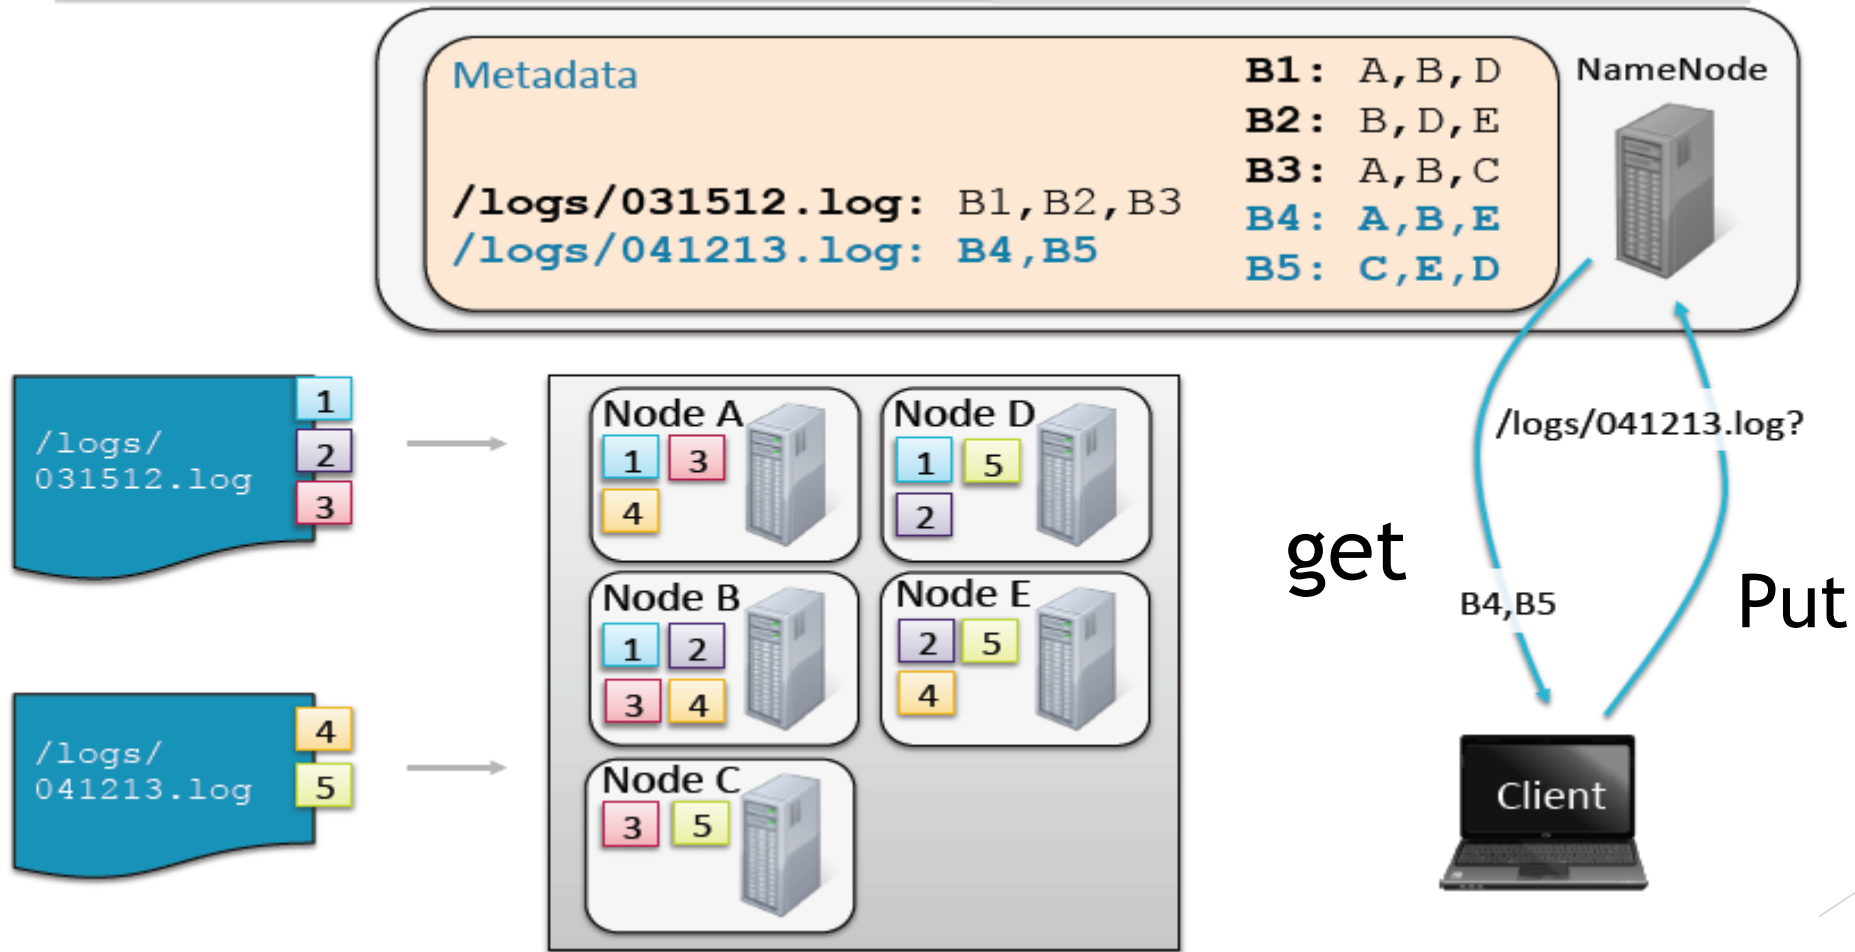 Metadata
/logs/031512.log: B1,B2,B3
/logs/041213.log: B4,B5
B1: A,B,D
B2: B,D,E
B3: A,B,C
B4: A,B,E
B5: C,E,D
NameNode
/logs/
031512.log
1
2
3
/logs/
041213.log
4
5
Node A
1 3
4
Node D
1 5
2
Node B
1 2
3 4
Node E
2 5
4
Node C
3 5
/logs/041213.log?
get
B4,B5
Put
Client